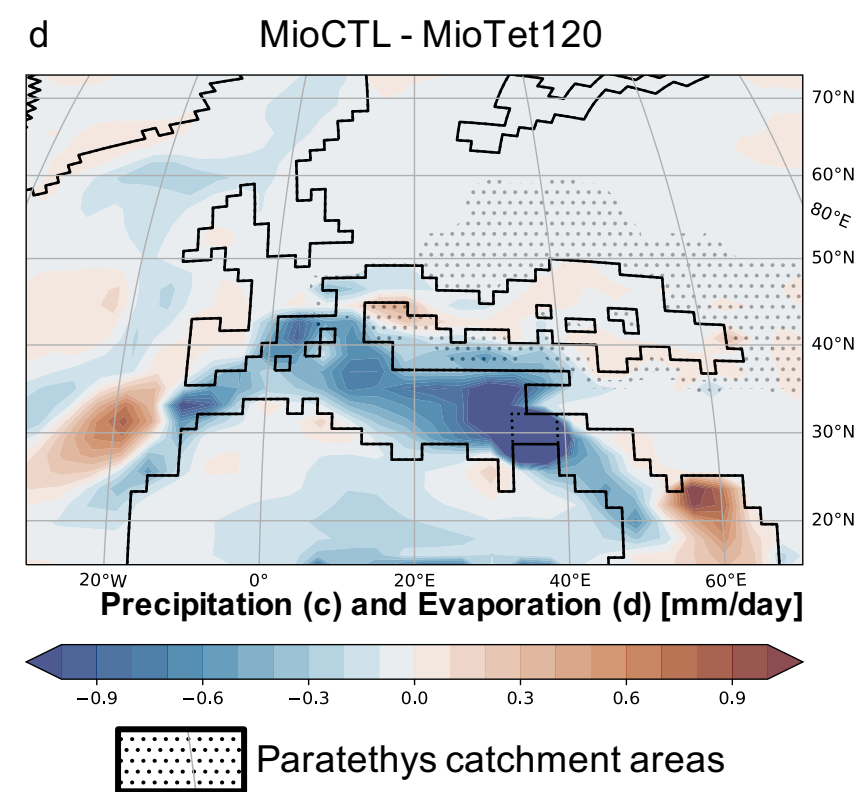 d
MioCTL - MioTet120
70°N
60°N
80°E
50°N
40°N
30°N
20°N
20°W 0° 20°E 40°E 60°E
Precipitation (c) and Evaporation (d) [mm/day]
−0.9 −0.6 −0.3 0.0 0.3 0.6 0.9
Paratethys catchment areas